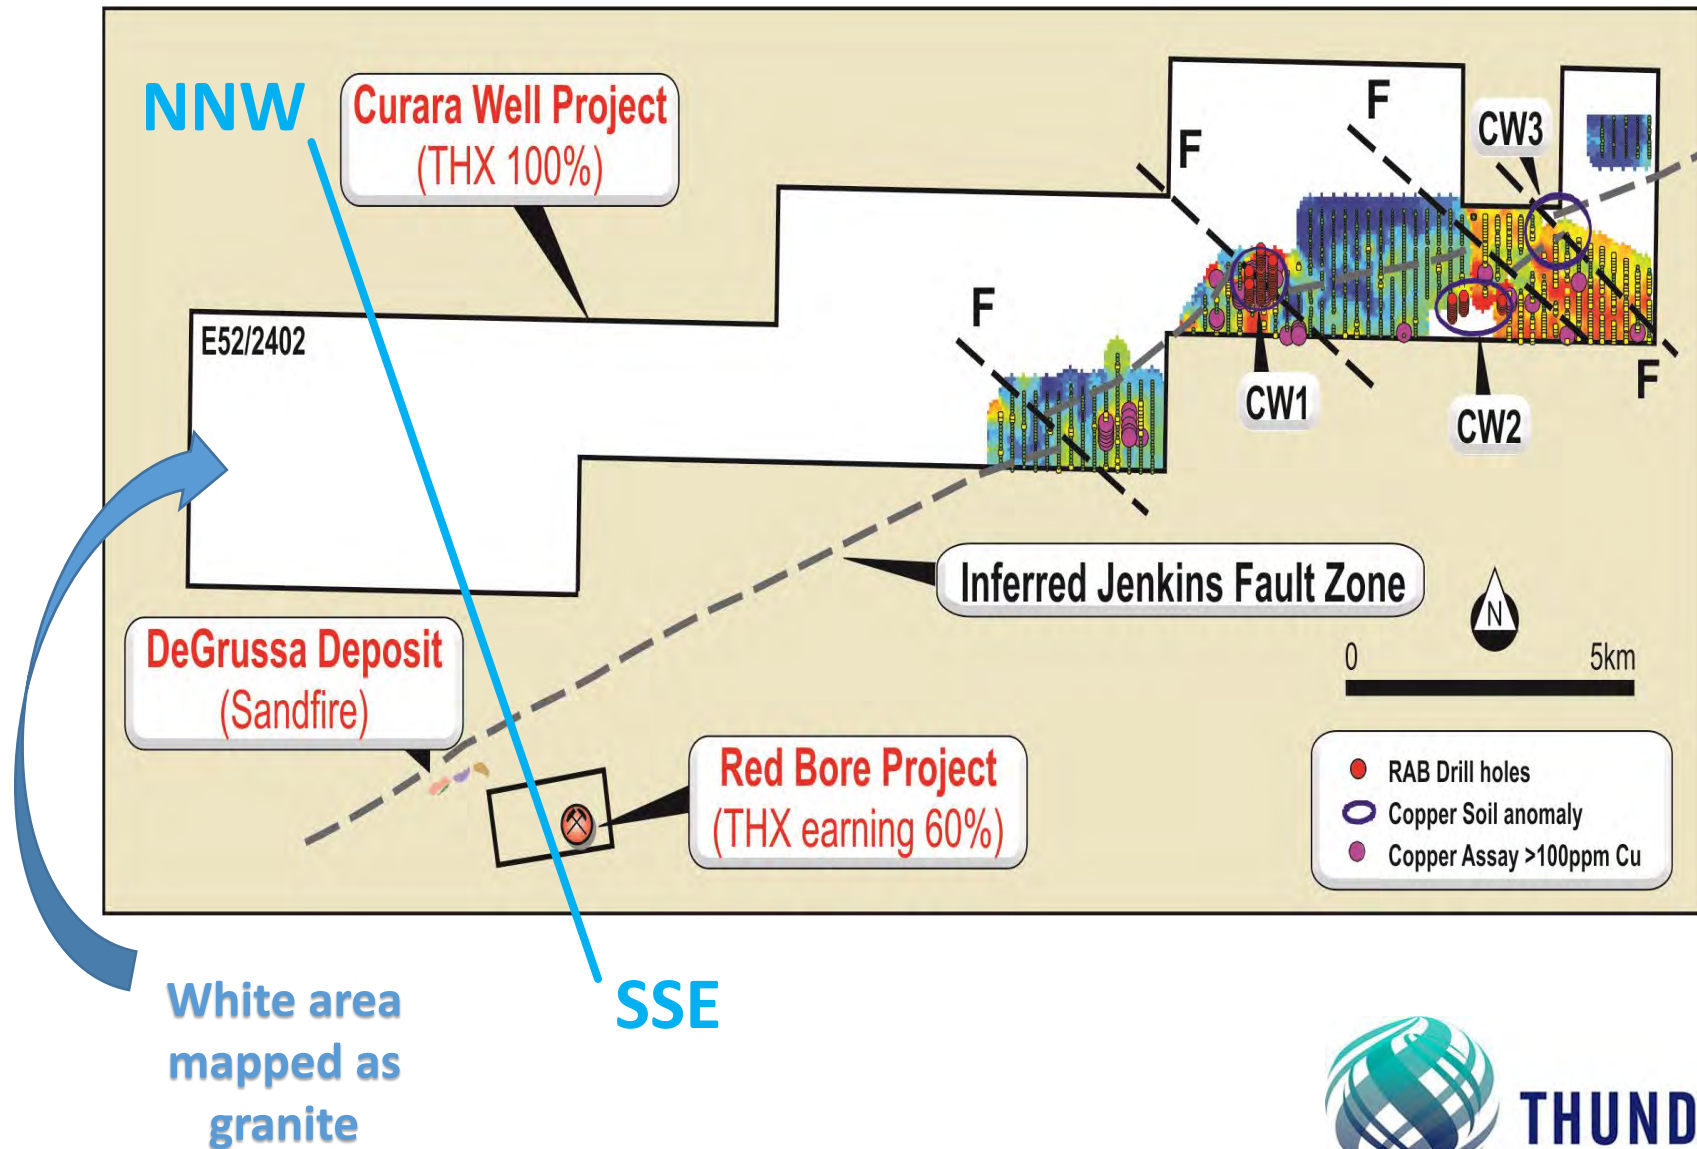 NNW
Curara Well Project
(THX 100%)
F
F
CW3
F
E52/2402
CW1
CW2
F
Inferred Jenkins Fault Zone
N
0 5km
DeGrussa Deposit
(Sandfire)
Red Bore Project
(THX earning 60%)
RAB Drill holes
Copper Soil anomaly
Copper Assay >100ppm Cu
SSE
White area
mapped as
granite
THUND